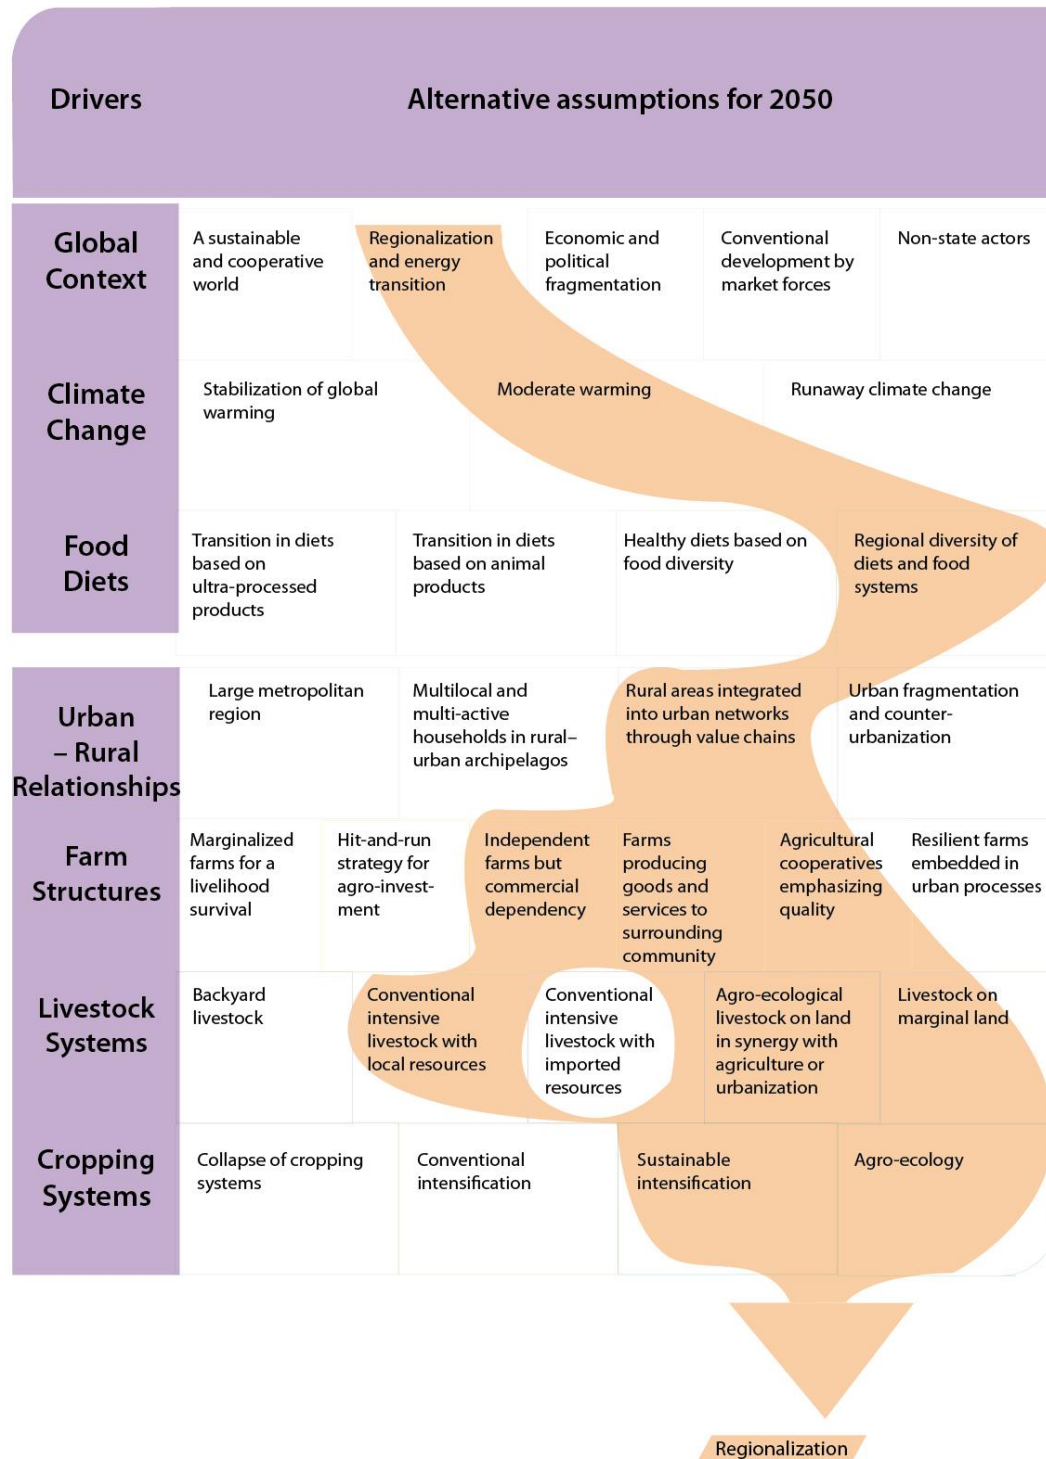 Drivers
Alternative assumptions for 2050
Global
Context
A sustainable
and cooperative
world
Regionalization
and energy
transition
Economic and
political
fragmentation
Conventional
development by
market forces
Non-state actors
Climate
Change
Stabilization of global
warming
Moderate warming
Runaway climate change
Food
Diets
Transition in diets
based on
ultra-processed
products
Transition in diets
based on animal
products
Healthy diets based on
food diversity
Regional diversity of
diets and food
systems
Urban
– Rural
Relationships
Large metropolitan
region
Multilocal and
multi-active
households in rural–
urban archipelagos
Rural areas integrated
into urban networks
through value chains
Urban fragmentation
and counter-
urbanization
Farm
Structures
Marginalized
farms for a
livelihood
survival
Hit-and-run
strategy for
agro-invest-
ment
Independent
farms but
commercial
dependency
Farms
producing
goods and
services to
surrounding
community
Agricultural
cooperatives
emphasizing
quality
Resilient farms
embedded in
urban processes
Livestock
Systems
Backyard
livestock
Conventional
intensive
livestock with
local resources
Conventional
intensive
livestock with
imported
resources
Agro-ecological
livestock on land
in synergy with
agriculture or
urbanization
Livestock on
marginal land
Cropping
Systems
Collapse of cropping
systems
Conventional
intensification
Sustainable
intensification
Agro-ecology
Regionalization